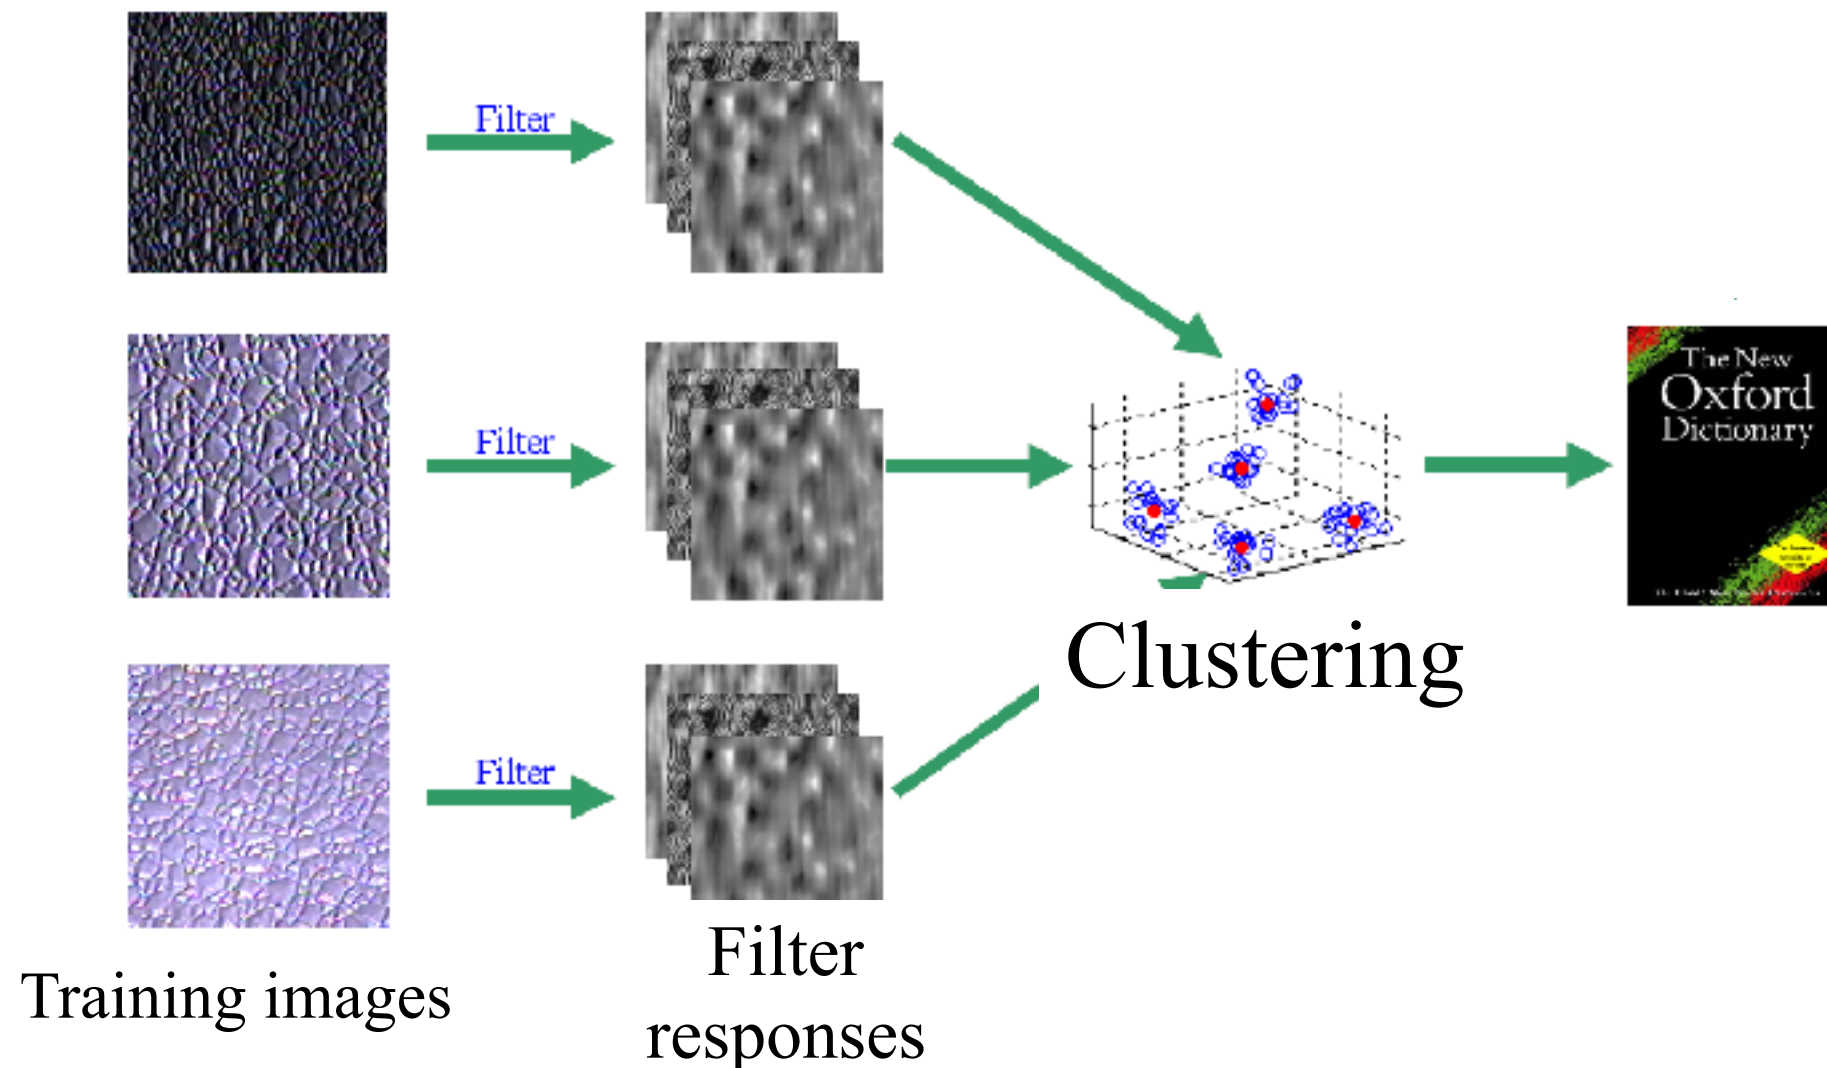 Filter
Filter
Filter
The New
Oxford
Dictionary
Clustering
Training images
Filter
responses